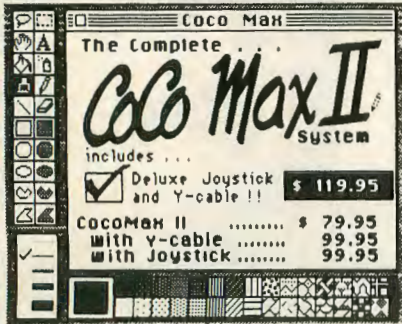 Coco Max
The Complete . . .
CoCo Max II
System
includes ...
Deluxe Joystick
and Y-cable !!
$ 119.95
CocoMax II ......... $ 79.95
with Y-cable ........ 99.95
with Joystick ....... 99.95
A